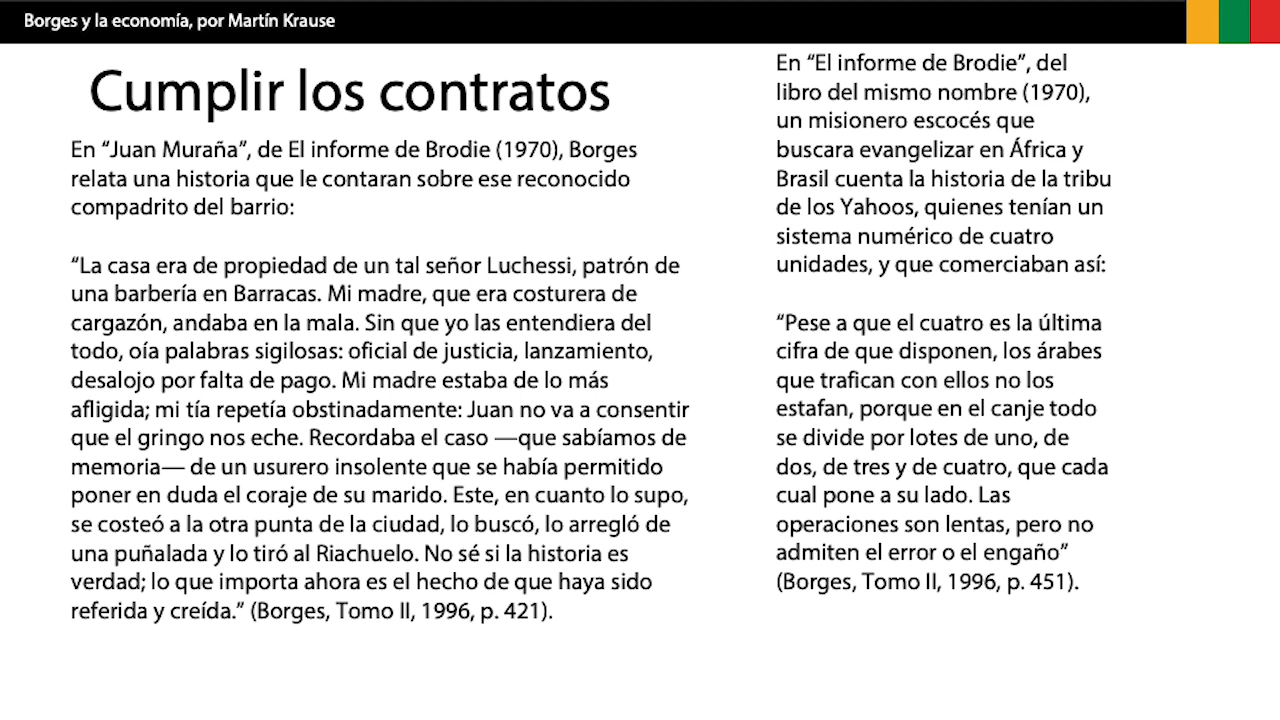 Borges y la economía, por Martín Krause
Cumplir los contratos
En “Juan Muraña”, de El informe de Brodie (1970), Borges
relata una historia que le contaran sobre ese reconocido
compadrito del barrio:
“La casa era de propiedad de un tal señor Luchessi, patrón de
una barbería en Barracas. Mi madre, que era costurera de
cargazón, andaba en la mala. Sin que yo las entendiera del
todo, oía palabras sigilosas: oficial de justicia, lanzamiento,
desalojo por falta de pago. Mi madre estaba de lo más
afligida; mi tía repetía obstinadamente: Juan no va a consentir
que el gringo nos eche. Recordaba el caso —que sabíamos de
memoria— de un usurero insolente que se había permitido
poner en duda el coraje de su marido. Este, en cuanto lo supo,
se costeó a la otra punta de la ciudad, lo buscó, lo arregló de
una puñalada y lo tiró al Riachuelo. No sé si la historia es
verdad; lo que importa ahora es el hecho de que haya sido
referida y creída.” (Borges, Tomo II, 1996, p. 421).
En “El informe de Brodie”, del
libro del mismo nombre (1970),
un misionero escocés que
buscara evangelizar en África y
Brasil cuenta la historia de la tribu
de los Yahoos, quienes tenían un
sistema numérico de cuatro
unidades, y que comerciaban así:
“Pese a que el cuatro es la última
cifra de que disponen, los árabes
que trafican con ellos no los
estafan, porque en el canje todo
se divide por lotes de uno, de
dos, de tres y de cuatro, que cada
cual pone a su lado. Las
operaciones son lentas, pero no
admiten el error o el engaño”
(Borges, Tomo II, 1996, p. 451).